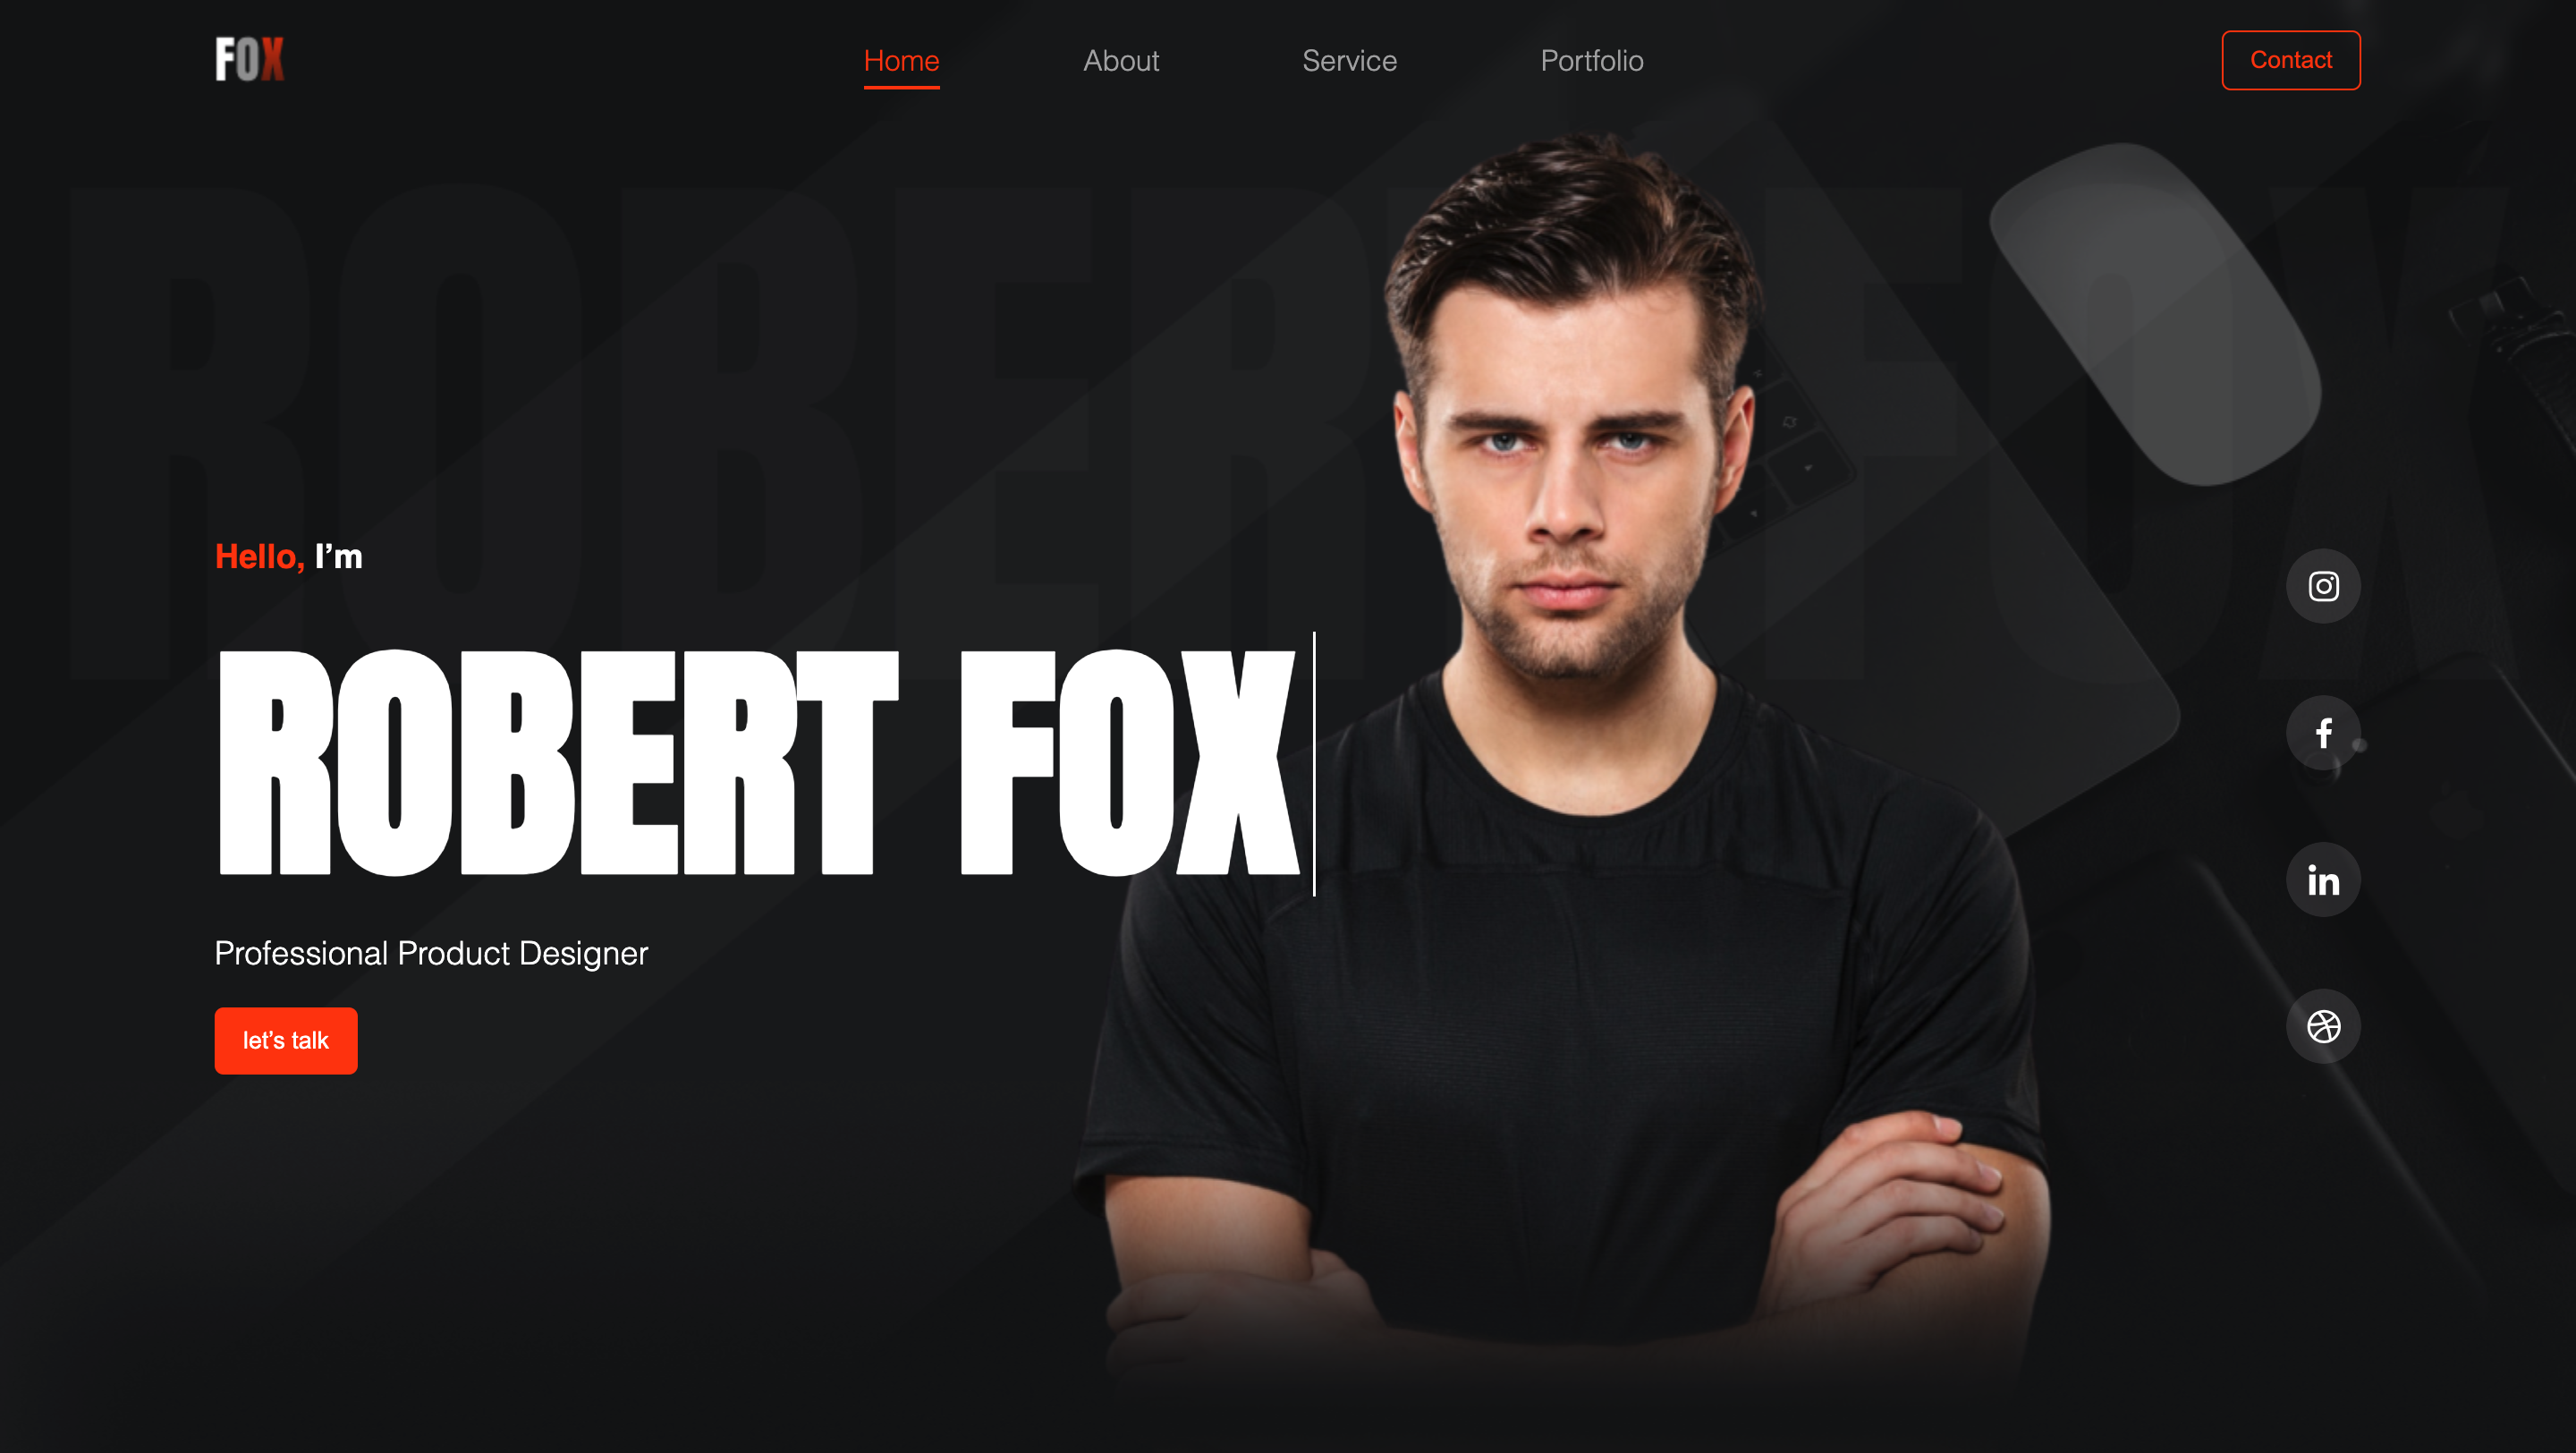 FOX
Home About Service Portfolio
Contact
ROBERT FOX
Hello, I’m
ROBERT FOX
Professional Product Designer
let’s talk